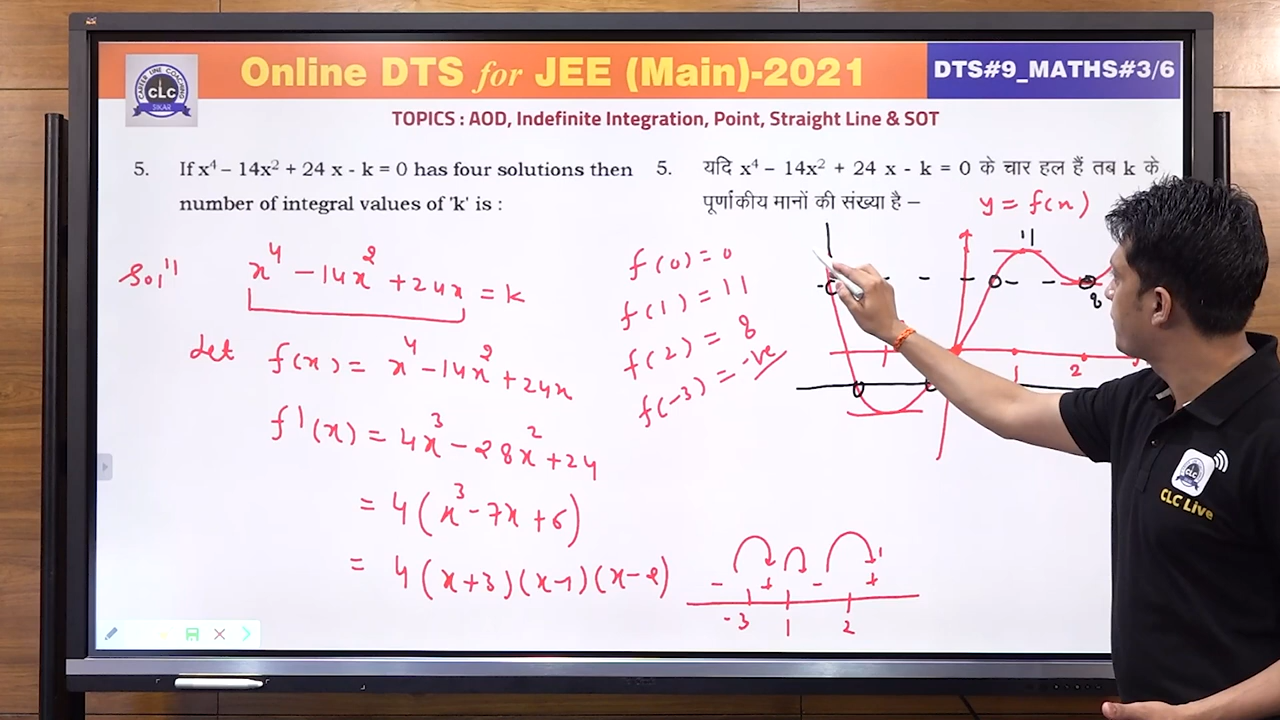 Online DTS for JEE (Main)-2021
DTS#9_MATHS#3/6
CLC
SIKAR
TOPICS : AOD, Indefinite Integration, Point, Straight Line & SOT
5. If x⁴ – 14x² + 24 x - k = 0 has four solutions then
number of integral values of 'k' is :
5. यदि x⁴ – 14x² + 24 x - k = 0 के चार हल हैं तब k के
पूर्णांकीय मानों की संख्या है –
Sol"
x⁴ - 14x² + 24x = k
Let f(x) = x⁴ - 14x² + 24x
f'(x) = 4x³ - 28x² + 24
= 4(x³ - 7x + 6)
= 4(x+3)(x-1)(x-2)
f(0) = 0
f(1) = 11
f(2) = 8
f(-3) = -ve
y = f(x)
11
8
1 2
- + - +
-3 1 2
CLC Live